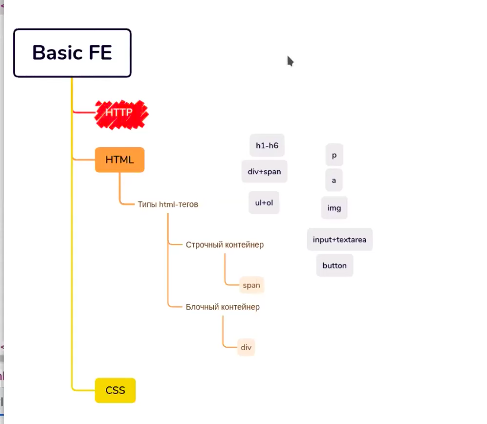 Basic FE
HTTP
HTML
Типы html-тегов
Строчный контейнер
span
Блочный контейнер
div
CSS
h1-h6
div+span
ul+ol
p
a
img
input+textarea
button